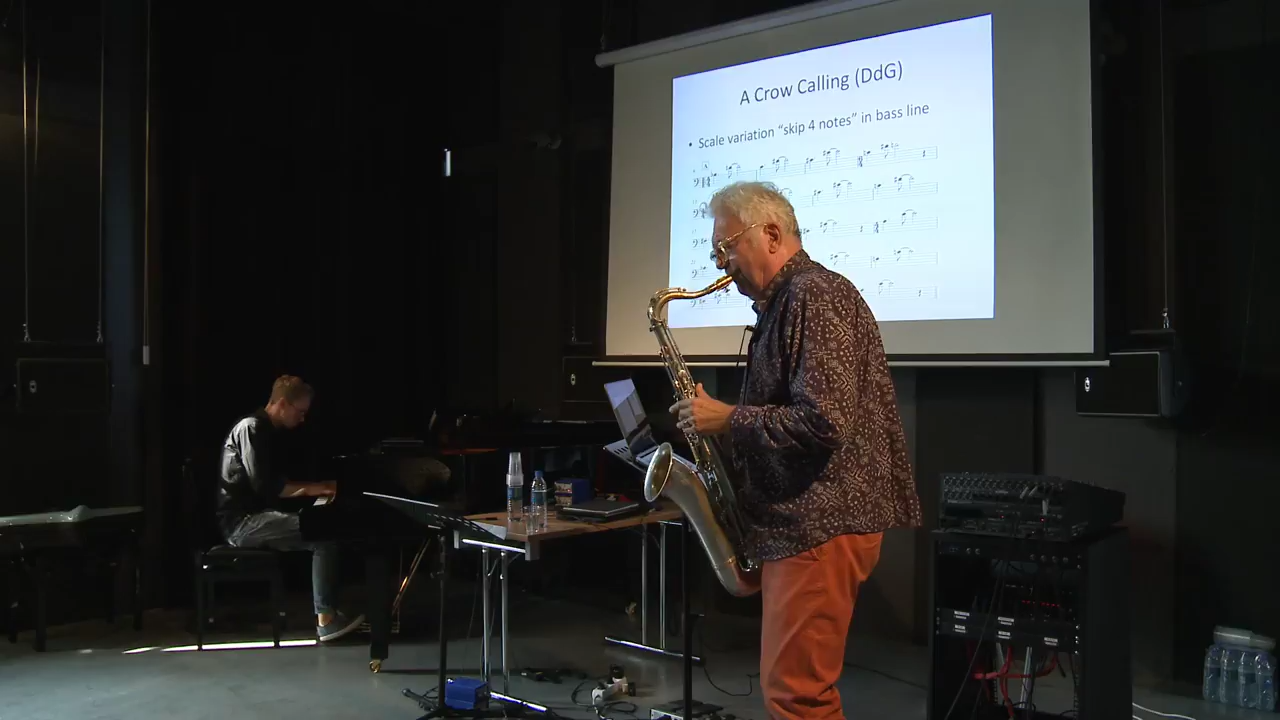 A Crow Calling (DdG)
• Scale variation “skip 4 notes” in bass line